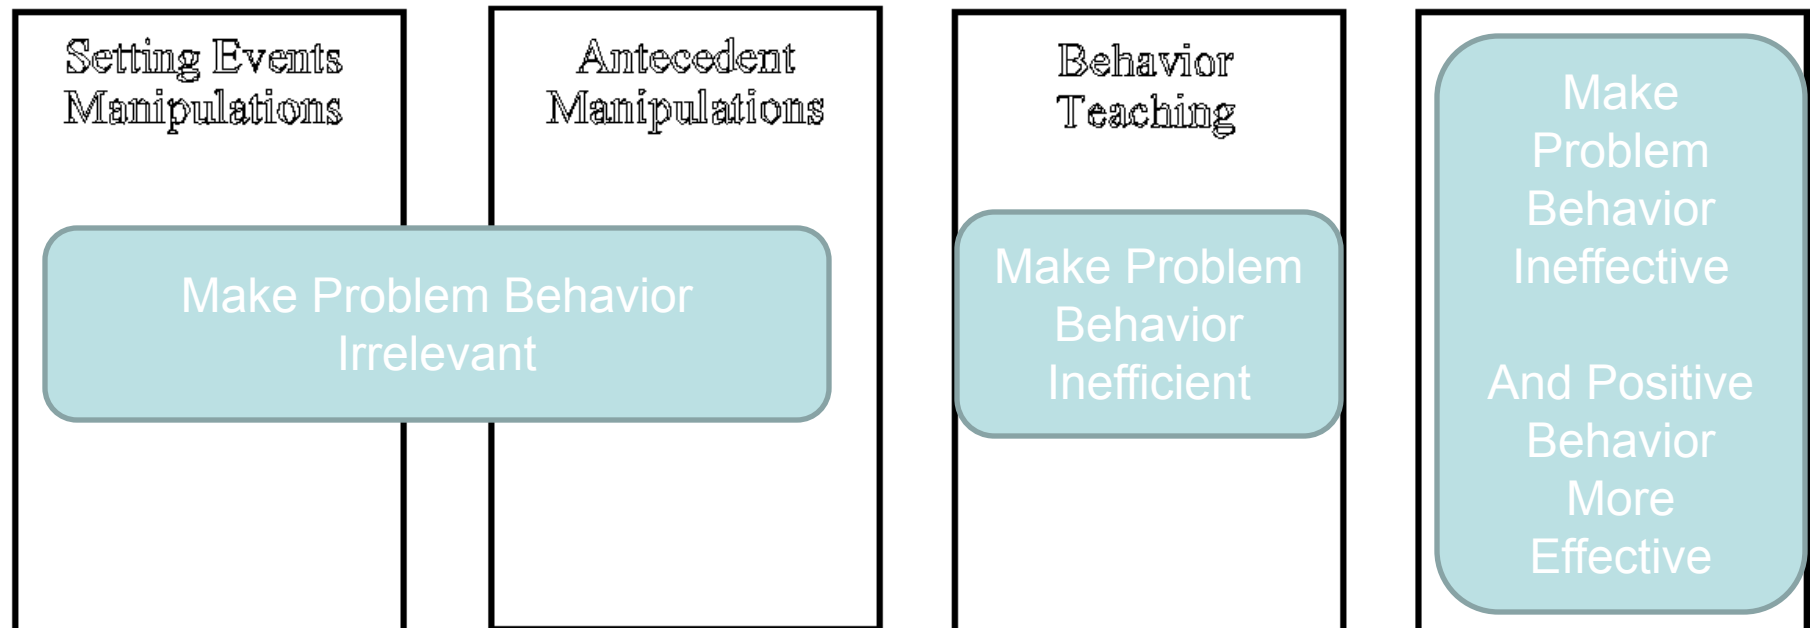 Setting Events
Manipulations
Antecedent
Manipulations
Behavior
Teaching
Make Problem Behavior
Irrelevant
Make Problem
Behavior
Inefficient
Make
Problem
Behavior
Ineffective
And Positive
Behavior
More
Effective